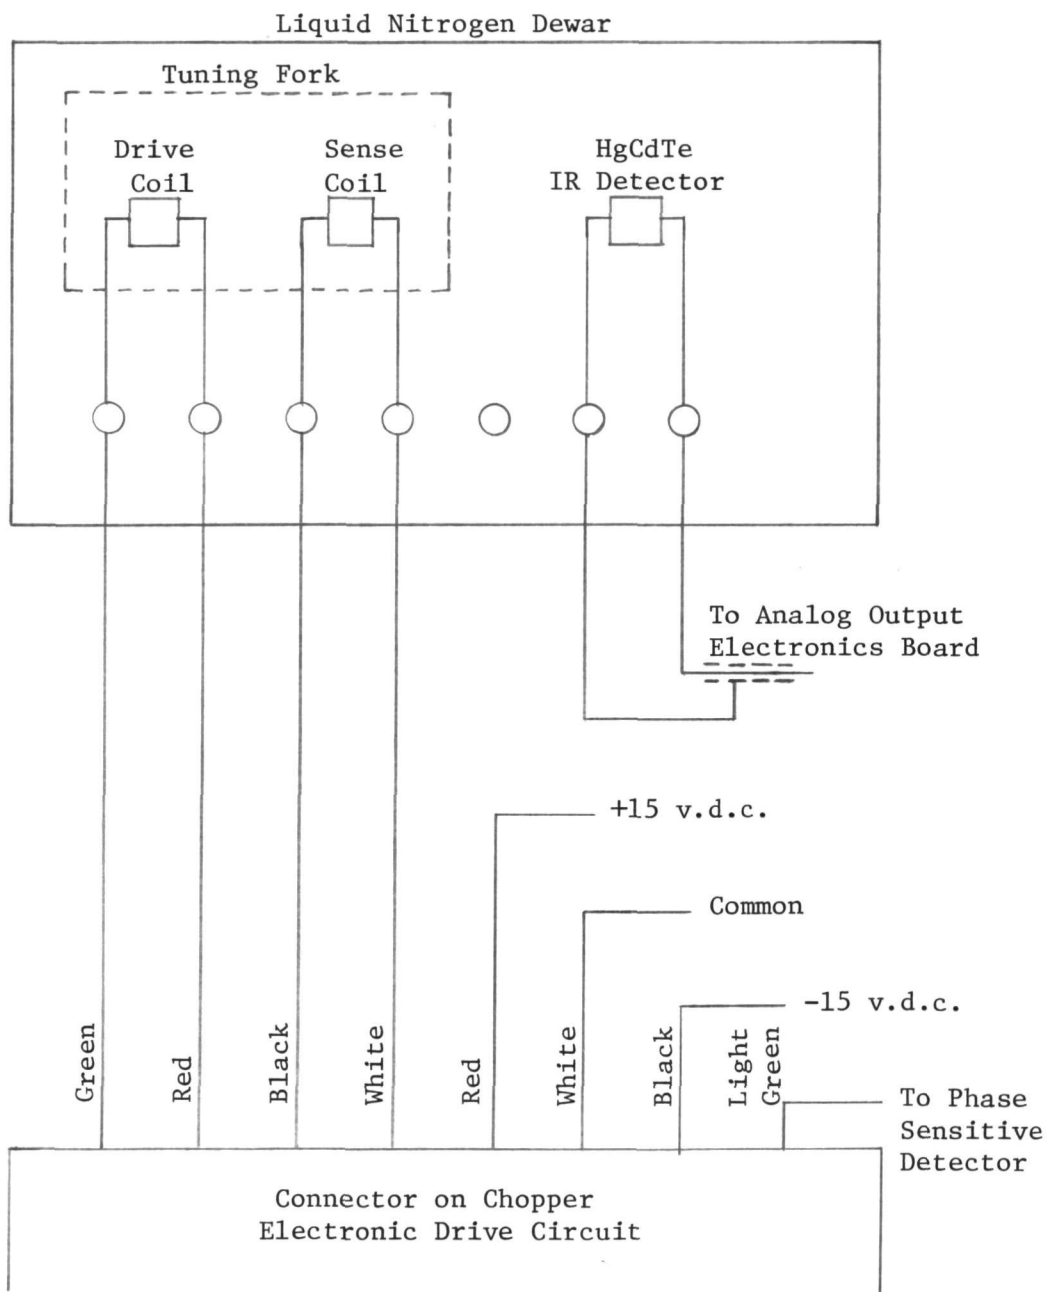 Liquid Nitrogen Dewar
Tuning Fork
Drive
Coil
Sense
Coil
HgCdTe
IR Detector
To Analog Output
Electronics Board
+15 v.d.c.
Common
-15 v.d.c.
Green
Red
Black
White
Red
White
Black
Light
Green
To Phase
Sensitive
Detector
Connector on Chopper
Electronic Drive Circuit